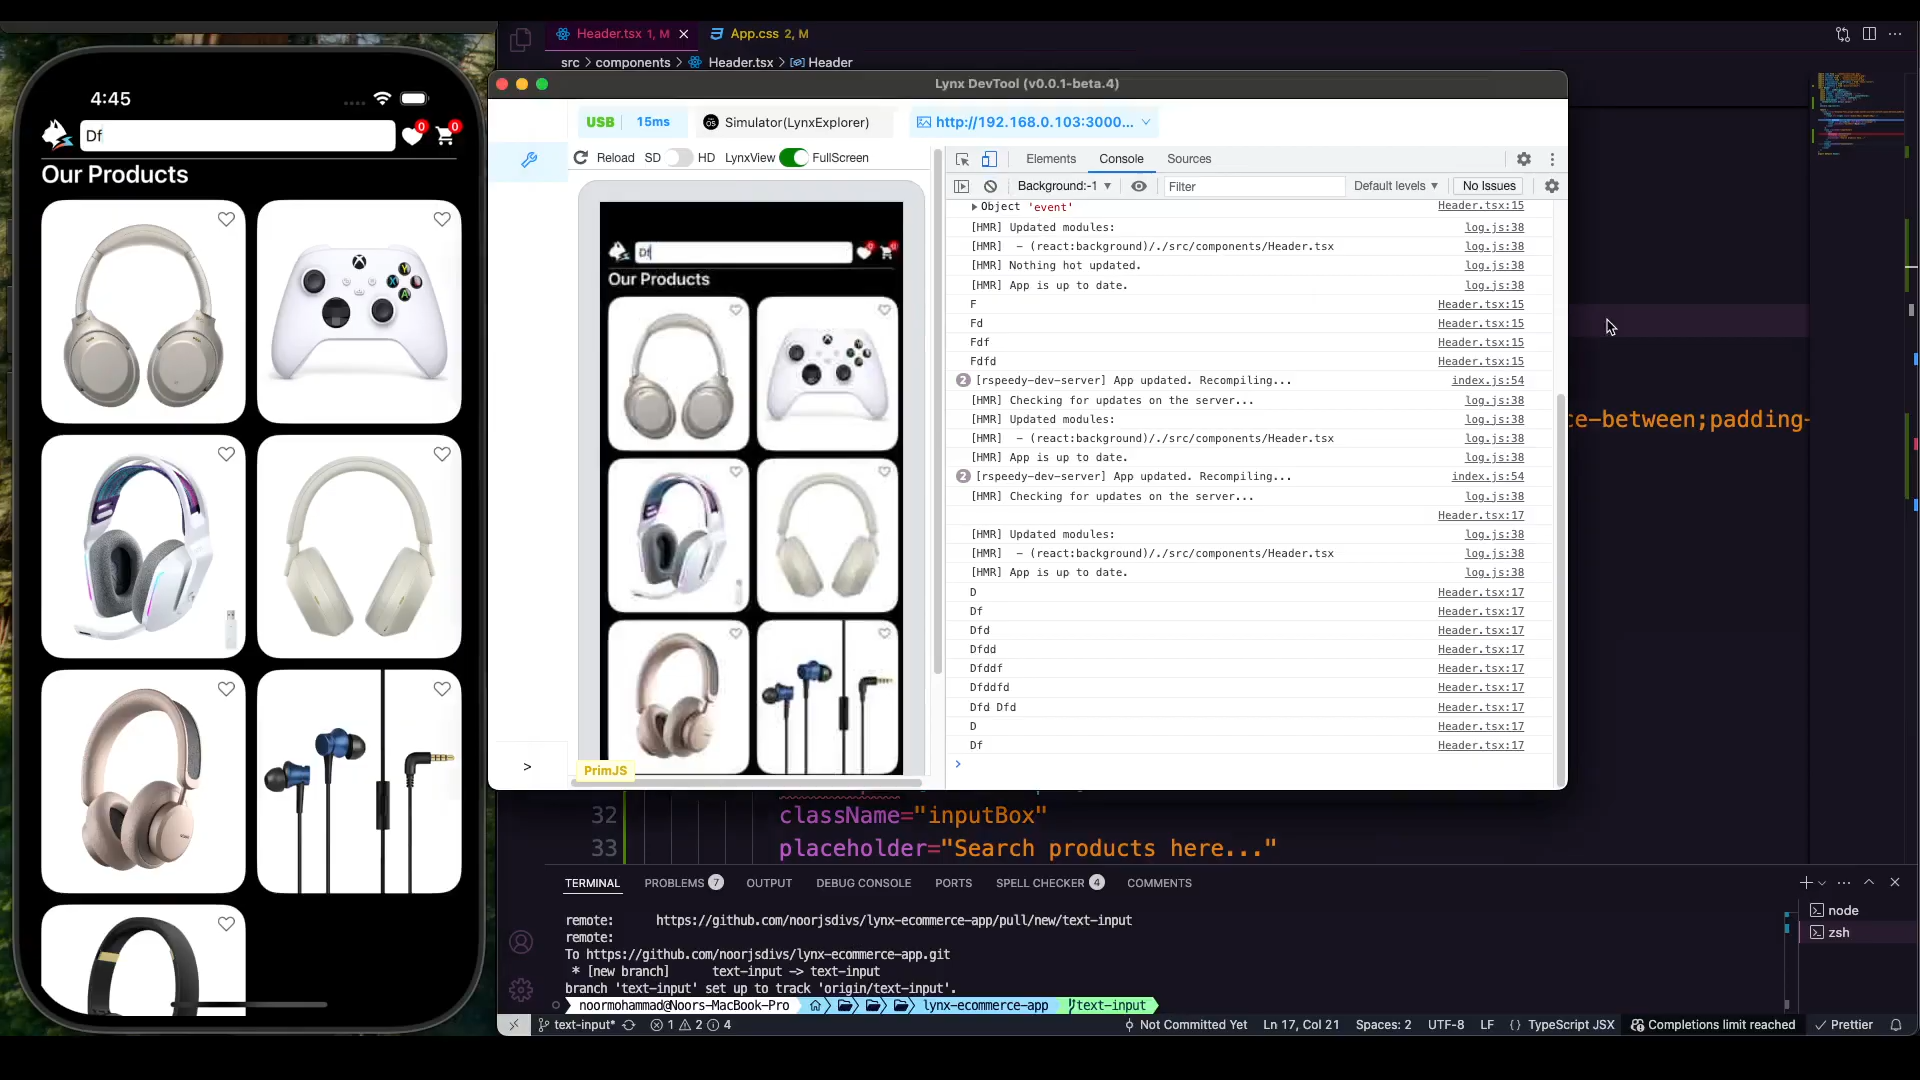 4:45
Df
0
0
Our Products
Header.tsx 1, M
App.css 2, M
src > components > Header.tsx > Header
Lynx DevTool (v0.0.1-beta.4)
USB 15ms
Simulator(LynxExplorer)
http://192.168.0.103:3000...
Reload SD HD LynxView FullScreen
Df
Our Products
PrimJS
>
Elements Console Sources
Background:-1 Filter Default levels No Issues
Object 'event' Header.tsx:15
[HMR] Updated modules: log.js:38
[HMR] - (react:background)/./src/components/Header.tsx log.js:38
[HMR] Nothing hot updated. log.js:38
[HMR] App is up to date. log.js:38
F Header.tsx:15
Fd Header.tsx:15
Fdf Header.tsx:15
Fdfd Header.tsx:15
2 [rspeedy-dev-server] App updated. Recompiling... index.js:54
[HMR] Checking for updates on the server... log.js:38
[HMR] Updated modules: log.js:38
[HMR] - (react:background)/./src/components/Header.tsx log.js:38
[HMR] App is up to date. log.js:38
2 [rspeedy-dev-server] App updated. Recompiling... index.js:54
[HMR] Checking for updates on the server... log.js:38
Header.tsx:17
[HMR] Updated modules: log.js:38
[HMR] - (react:background)/./src/components/Header.tsx log.js:38
[HMR] App is up to date. log.js:38
D Header.tsx:17
Df Header.tsx:17
Dfd Header.tsx:17
Dfdd Header.tsx:17
Dfddf Header.tsx:17
Dfddfd Header.tsx:17
Dfd Dfd Header.tsx:17
D Header.tsx:17
Df Header.tsx:17
ce-between;padding-
32 className="inputBox"
33 placeholder="Search products here..."
TERMINAL PROBLEMS 7 OUTPUT DEBUG CONSOLE PORTS SPELL CHECKER 4 COMMENTS
remote: https://github.com/noorjsdivs/lynx-ecommerce-app/pull/new/text-input
remote:
To https://github.com/noorjsdivs/lynx-ecommerce-app.git
* [new branch] text-input -> text-input
branch 'text-input' set up to track 'origin/text-input'.
noormohammad@Noors-MacBook-Pro lynx-ecommerce-app text-input
node
zsh
text-input* 1 2 4 Not Committed Yet Ln 17, Col 21 Spaces: 2 UTF-8 LF {} TypeScript JSX Completions limit reached Prettier